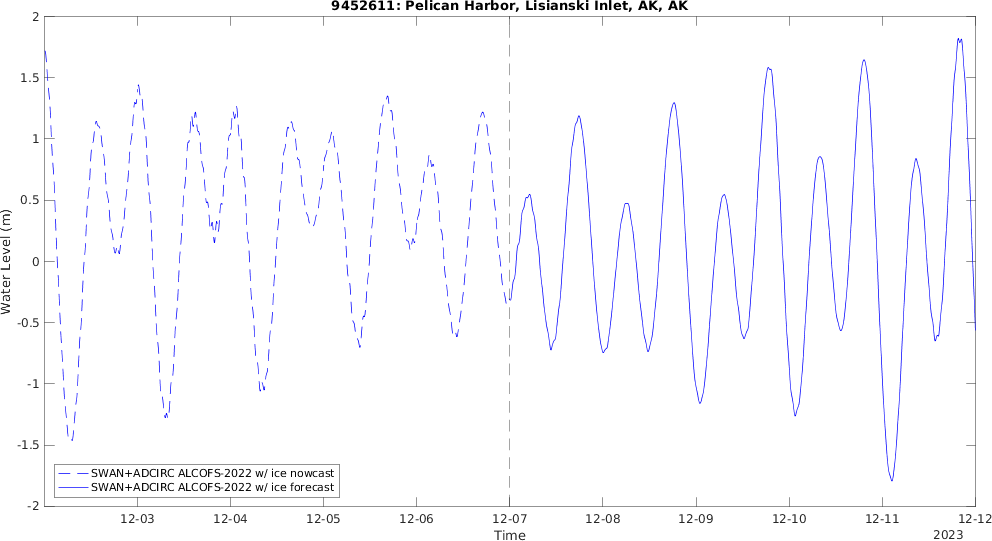 9452611: Pelican Harbor, Lisianski Inlet, AK, AK
2
1.5
1
0.5
0
-0.5
-1
-1.5
-2
Water Level (m)
SWAN+ADCIRC ALCOFS-2022 w/ ice nowcast
SWAN+ADCIRC ALCOFS-2022 w/ ice forecast
12-03 12-04 12-05 12-06 12-07 12-08 12-09 12-10 12-11 12-12
Time
2023